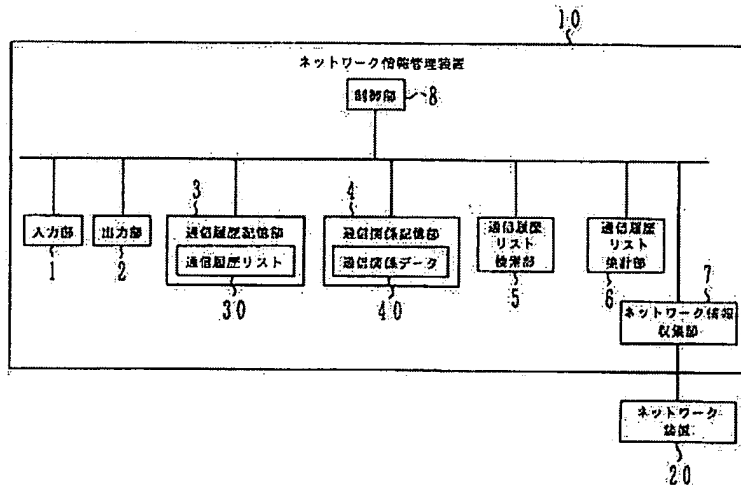 10
ネットワーク情報管理装置
制御部
8
3
4
入力部
出力部
通信履歴記憶部
通信関係記憶部
通信履歴
リスト
検索部
通信履歴
リスト
集計部
通信履歴リスト
通信関係データ
1
2
30
40
5
6
7
ネットワーク情報
収集部
ネットワーク
装置
20